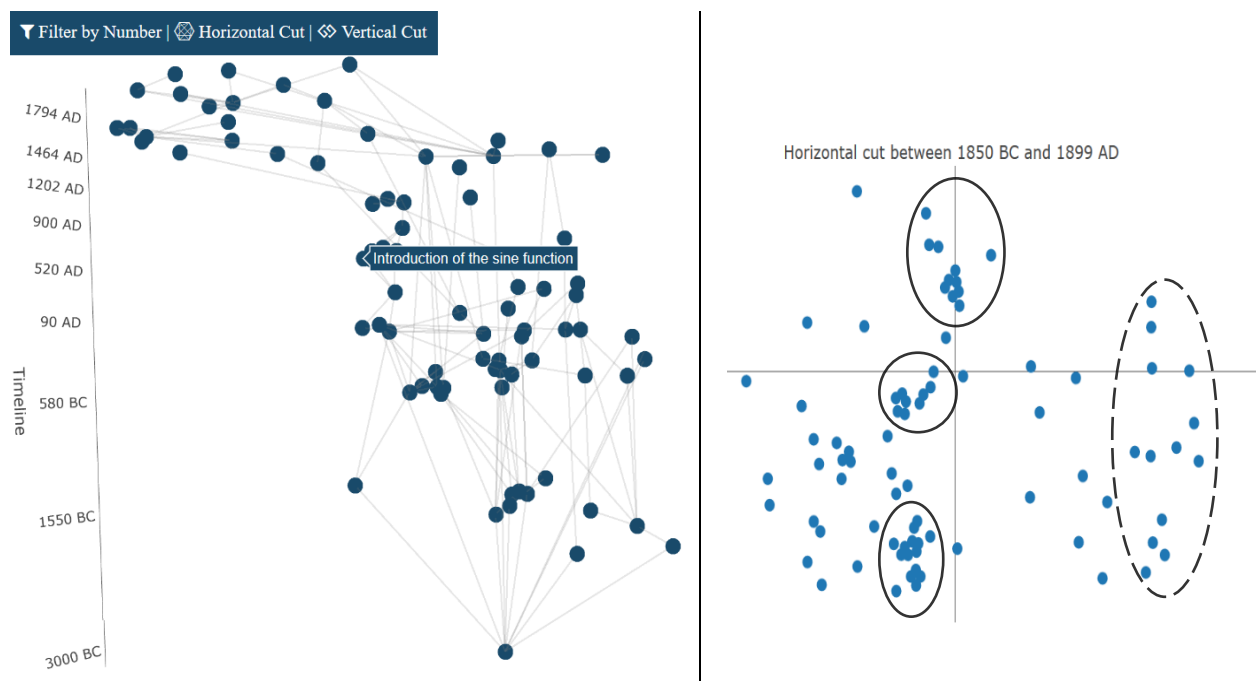 Filter by Number | Horizontal Cut | Vertical Cut
1794 AD
1464 AD
1202 AD
900 AD
520 AD
90 AD
580 BC
1550 BC
3000 BC
Timeline
Introduction of the sine function
Horizontal cut between 1850 BC and 1899 AD